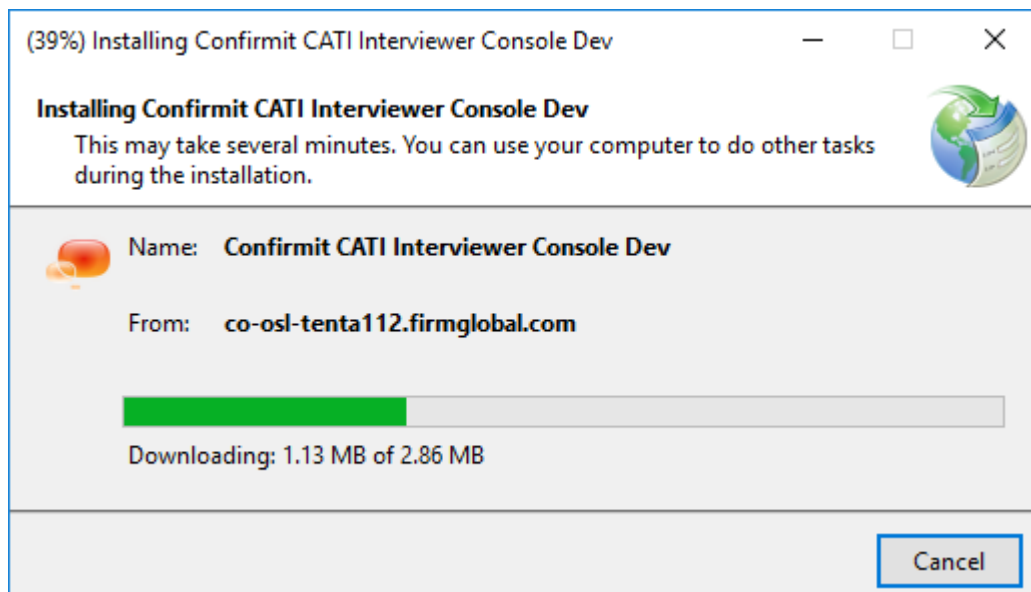 (39%) Installing Confirmit CATI Interviewer Console Dev
Installing Confirmit CATI Interviewer Console Dev
This may take several minutes. You can use your computer to do other tasks
during the installation.
Name: Confirmit CATI Interviewer Console Dev
From: co-osl-tenta112.firmglobal.com
Downloading: 1.13 MB of 2.86 MB
Cancel